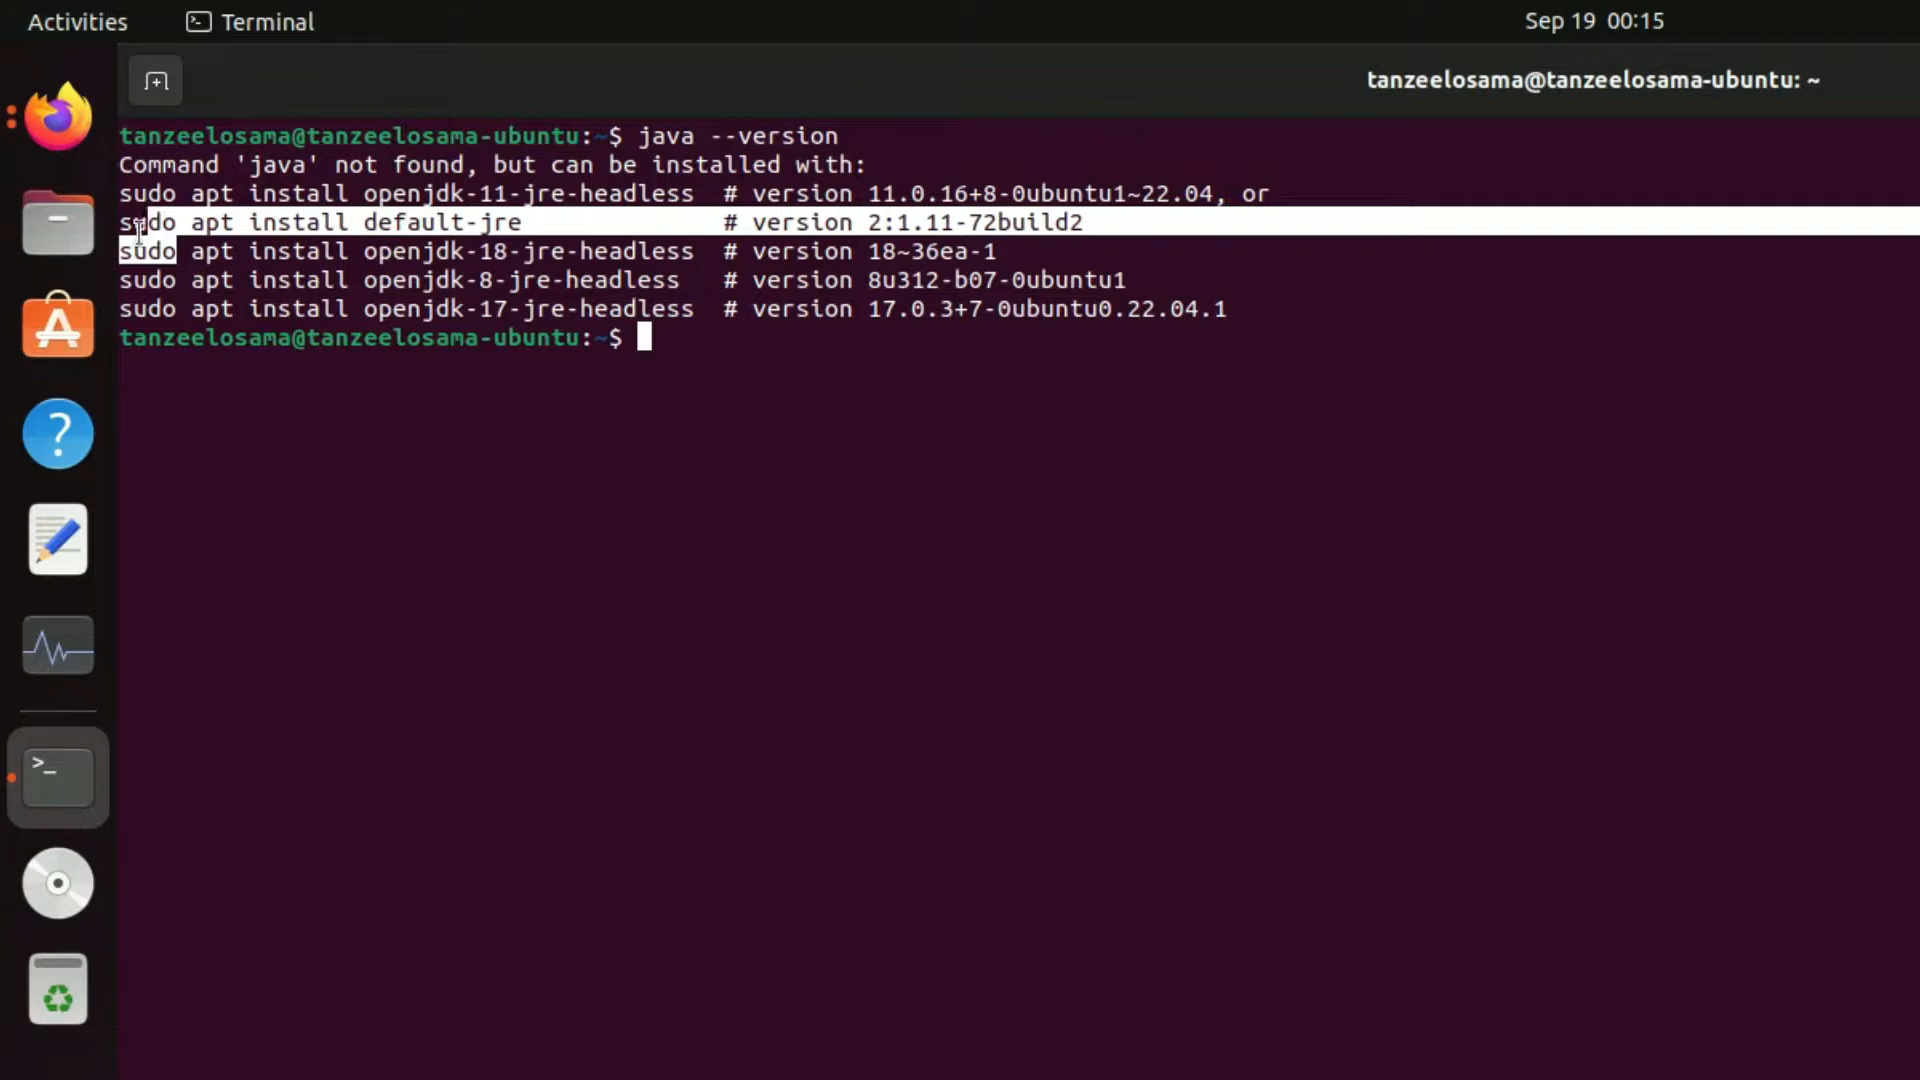 Activities
Terminal
Sep 19 00:15
tanzeelosama@tanzeelosama-ubuntu: ~
tanzeelosama@tanzeelosama-ubuntu:~$ java --version
Command 'java' not found, but can be installed with:
sudo apt install openjdk-11-jre-headless  # version 11.0.16+8-0ubuntu1~22.04, or
sudo apt install default-jre              # version 2:1.11-72build2
sudo apt install openjdk-18-jre-headless  # version 18~36ea-1
sudo apt install openjdk-8-jre-headless   # version 8u312-b07-0ubuntu1
sudo apt install openjdk-17-jre-headless  # version 17.0.3+7-0ubuntu0.22.04.1
tanzeelosama@tanzeelosama-ubuntu:~$